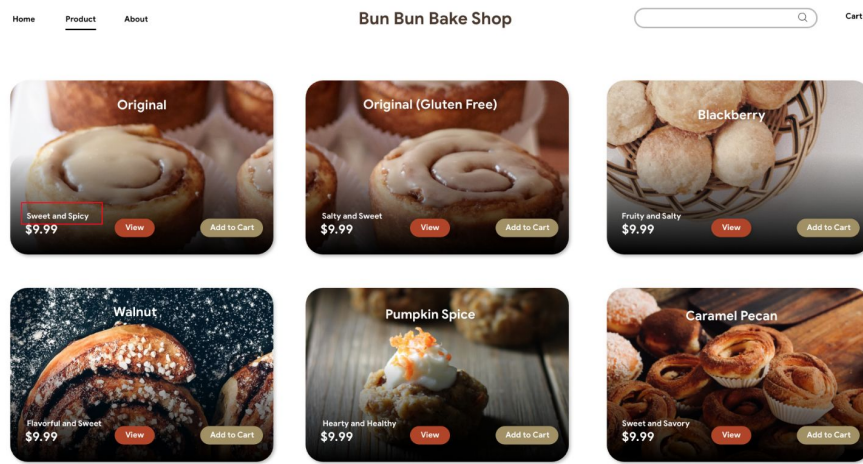 Home Product About Bun Bun Bake Shop Cart
Original
Sweet and Spicy
$9.99 View Add to Cart
Original (Gluten Free)
Salty and Sweet
$9.99 View Add to Cart
Blackberry
Fruity and Salty
$9.99 View Add to Cart
Walnut
Flavorful and Sweet
$9.99 View Add to Cart
Pumpkin Spice
Hearty and Healthy
$9.99 View Add to Cart
Caramel Pecan
Sweet and Savory
$9.99 View Add to Cart